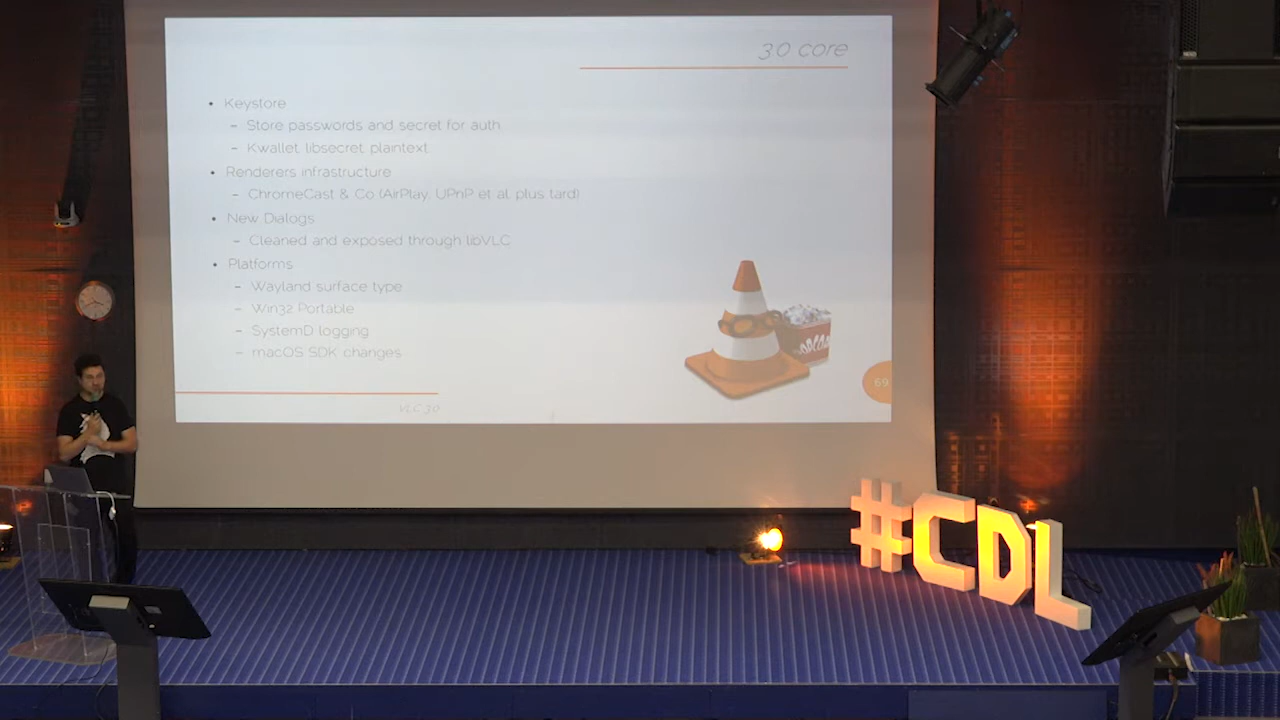 3.0 core
• Keystore
– Store passwords and secret for auth
– Kwallet, libsecret, plaintext
• Renderers infrastructure
– ChromeCast & Co (AirPlay, UPnP et al. plus tard)
• New Dialogs
– Cleaned and exposed through libVLC
• Platforms
– Wayland surface type
– Win32 Portable
– SystemD logging
– macOS SDK changes
69
VLC 3.0
#CDL